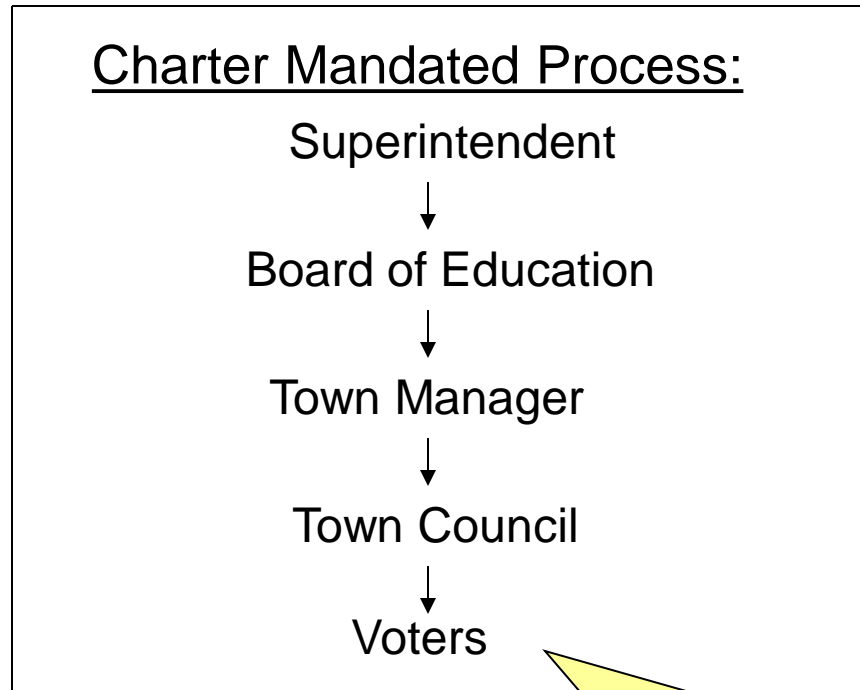 Charter Mandated Process:
Superintendent
Board of Education
Town Manager
Town Council
Voters